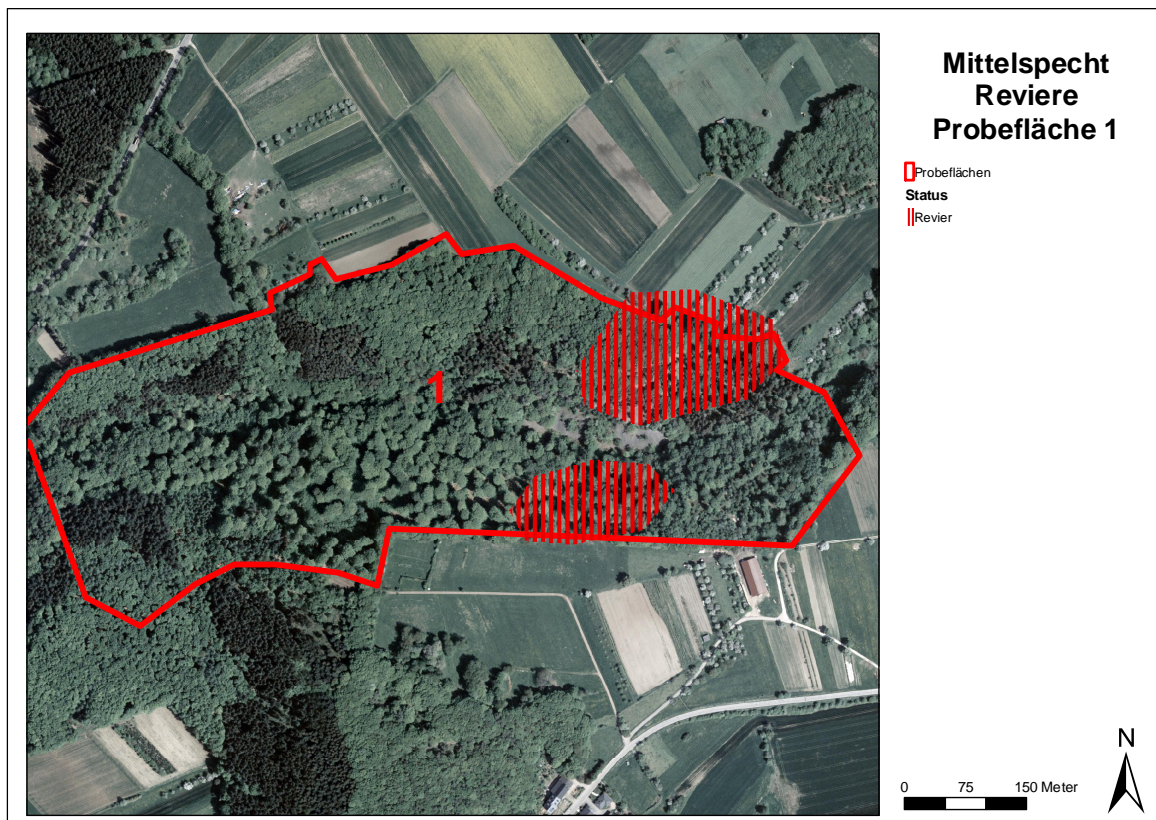 Mittelspecht
Reviere
Probefläche 1
Probeflächen
Status
Revier
1
N
0 75 150 Meter